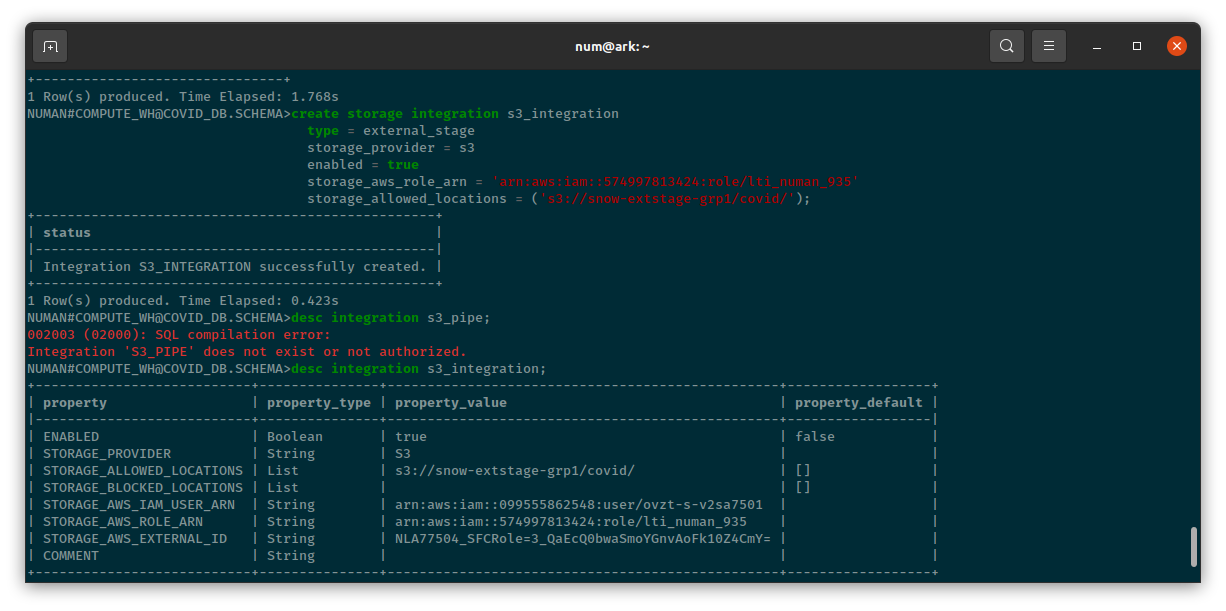 num@ark: ~
+-------------------------------+
1 Row(s) produced. Time Elapsed: 1.768s
NUMAN#COMPUTE_WH@COVID_DB.SCHEMA>create storage integration s3_integration
                                   type = external_stage
                                   storage_provider = s3
                                   enabled = true
                                   storage_aws_role_arn = 'arn:aws:iam::574997813424:role/lti_numan_935'
                                   storage_allowed_locations = ('s3://snow-extstage-grp1/covid/');
+--------------------------------------------------+
| status                                           |
|--------------------------------------------------|
| Integration S3_INTEGRATION successfully created. |
+--------------------------------------------------+
1 Row(s) produced. Time Elapsed: 0.423s
NUMAN#COMPUTE_WH@COVID_DB.SCHEMA>desc integration s3_pipe;
002003 (02000): SQL compilation error:
Integration 'S3_PIPE' does not exist or not authorized.
NUMAN#COMPUTE_WH@COVID_DB.SCHEMA>desc integration s3_integration;
+---------------------------+---------------+-------------------------------------------------+------------------+
| property                  | property_type | property_value                                  | property_default |
|---------------------------+---------------+-------------------------------------------------+------------------|
| ENABLED                   | Boolean       | true                                            | false            |
| STORAGE_PROVIDER          | String        | S3                                              |                  |
| STORAGE_ALLOWED_LOCATIONS | List          | s3://snow-extstage-grp1/covid/                  | []               |
| STORAGE_BLOCKED_LOCATIONS | List          |                                                 | []               |
| STORAGE_AWS_IAM_USER_ARN  | String        | arn:aws:iam::099555862548:user/ovzt-s-v2sa7501  |                  |
| STORAGE_AWS_ROLE_ARN      | String        | arn:aws:iam::574997813424:role/lti_numan_935    |                  |
| STORAGE_AWS_EXTERNAL_ID   | String        | NLA77504_SFCRole=3_QaEcQ0bwaSmoYGnvAoFk10Z4CmY= |                  |
| COMMENT                   | String        |                                                 |                  |
+---------------------------+---------------+-------------------------------------------------+------------------+